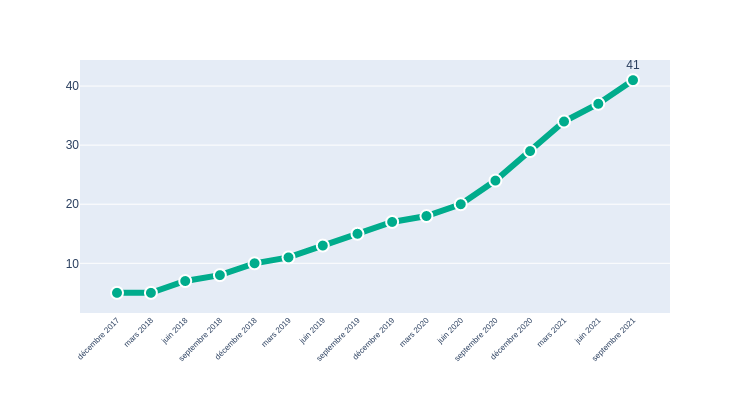 41
40
30
20
10
décembre 2017
mars 2018
juin 2018
septembre 2018
décembre 2018
mars 2019
juin 2019
septembre 2019
décembre 2019
mars 2020
juin 2020
septembre 2020
décembre 2020
mars 2021
juin 2021
septembre 2021